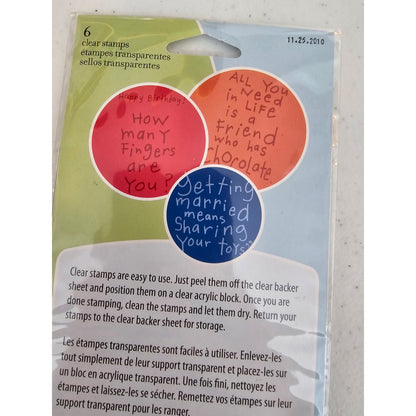 6
clear stamps
étampes transparentes
sellos transparentes
11.25.2010
Happy Birthday!
How
many
Fingers
are
You?
ALL You
in Need
LiFe
is a
Friend
who has
chocolate
getting
married
means
Sharing
Your toys
Clear stamps are easy to use. Just peel them off the clear backer
sheet and position them on a clear acrylic block. Once you are
done stamping, clean the stamps and let them dry. Return your
stamps to the clear backer sheet for storage.
Les étampes transparentes sont faciles à utiliser. Enlevez-les
tout simplement de leur support transparent et placez-les sur
un bloc en acrylique transparent. Une fois fini, nettoyez les
étampes et laissez-les se sécher. Remettez vos étampes sur leur
support transparent pour les ranger.